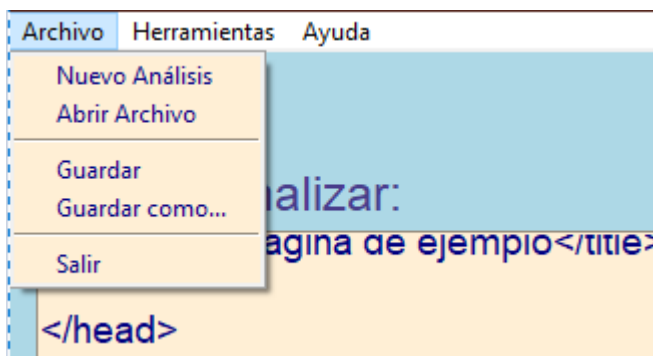 Archivo Herramientas Ayuda
Nuevo Análisis
Abrir Archivo
Guardar
Guardar como...
Salir
alizar:
agina de ejemplo</title>
</head>